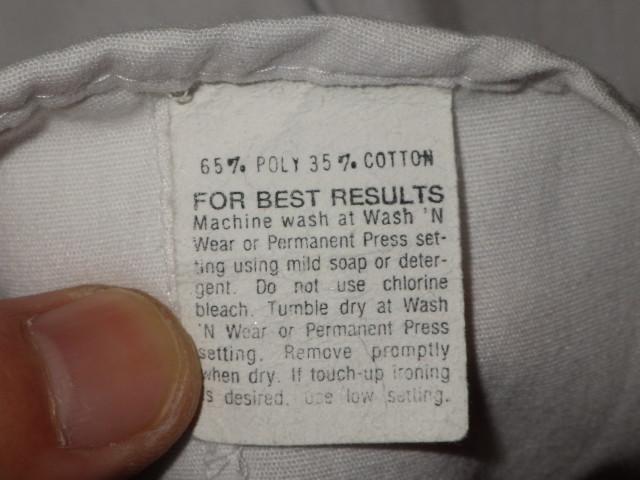 65% POLY 35% COTTON
FOR BEST RESULTS
Machine wash at Wash 'N
Wear or Permanent Press set-
ting using mild soap or deter-
gent. Do not use chlorine
bleach. Tumble dry at Wash
'N Wear or Permanent Press
setting. Remove promptly
when dry. If touch-up ironing
is desired, use low setting.